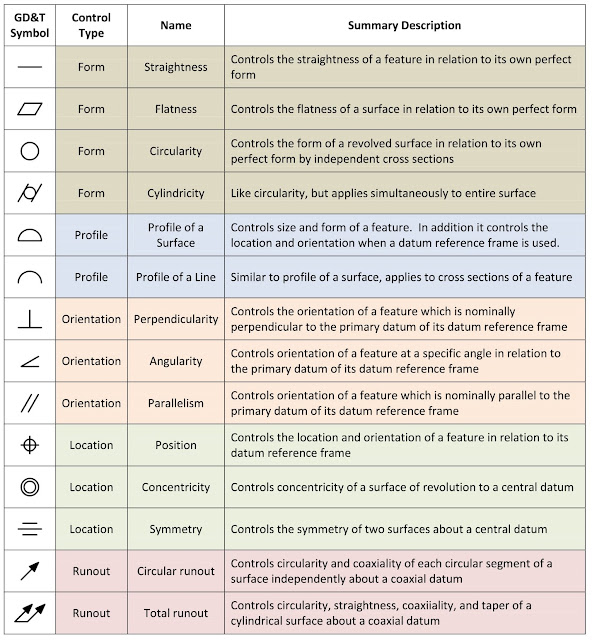 GD&T Symbol
Control Type
Name
Summary Description
Form
Straightness
Controls the straightness of a feature in relation to its own perfect
form
Form
Flatness
Controls the flatness of a surface in relation to its own perfect form
Form
Circularity
Controls the form of a revolved surface in relation to its own
perfect form by independent cross sections
Form
Cylindricity
Like circularity, but applies simultaneously to entire surface
Profile
Profile of a
Surface
Controls size and form of a feature.  In addition it controls the
location and orientation when a datum reference frame is used.
Profile
Profile of a Line
Similar to profile of a surface, applies to cross sections of a feature
Orientation
Perpendicularity
Controls the orientation of a feature which is nominally
perpendicular to the primary datum of its datum reference frame
Orientation
Angularity
Controls orientation of a feature at a specific angle in relation to
the primary datum of its datum reference frame
Orientation
Parallelism
Controls orientation of a feature which is nominally parallel to the
primary datum of its datum reference frame
Location
Position
Controls the location and orientation of a feature in relation to its
datum reference frame
Location
Concentricity
Controls concentricity of a surface of revolution to a central datum
Location
Symmetry
Controls the symmetry of two surfaces about a central datum
Runout
Circular runout
Controls circularity and coaxiality of each circular segment of a
surface independently about a coaxial datum
Runout
Total runout
Controls circularity, straightness, coaxiiality, and taper of a
cylindrical surface about a coaxial datum